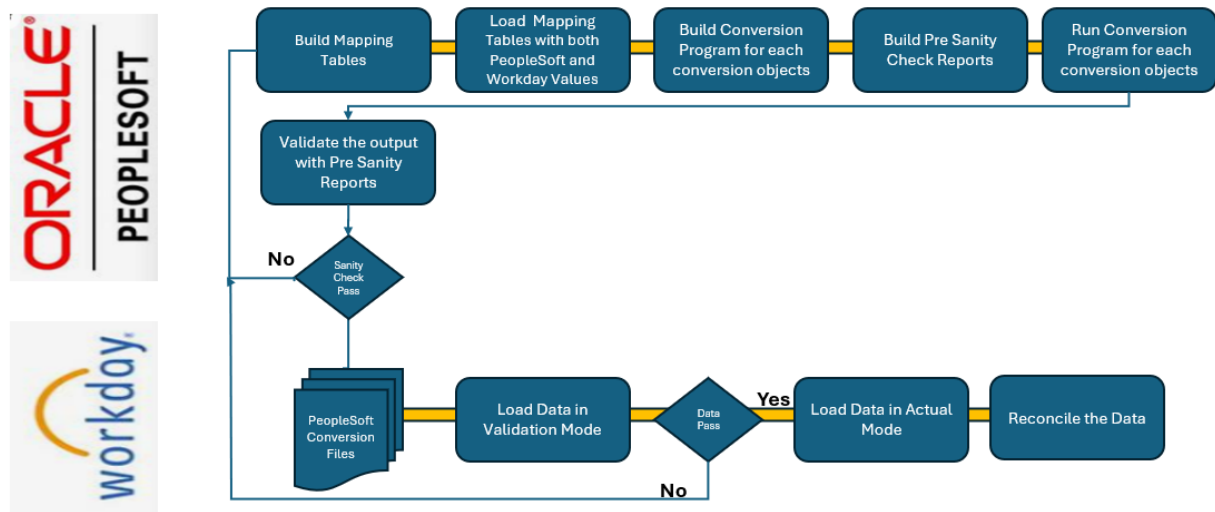 ORACLE®
PEOPLESOFT
workday.
Build Mapping
Tables
Load Mapping
Tables with both
PeopleSoft and
Workday Values
Build Conversion
Program for each
conversion objects
Build Pre Sanity
Check Reports
Run Conversion
Program for each
conversion objects
Validate the output
with Pre Sanity
Reports
No
Sanity
Check
Pass
PeopleSoft
Conversion
Files
Load Data in
Validation Mode
Data
Pass
Yes
No
Load Data in Actual
Mode
Reconcile the Data